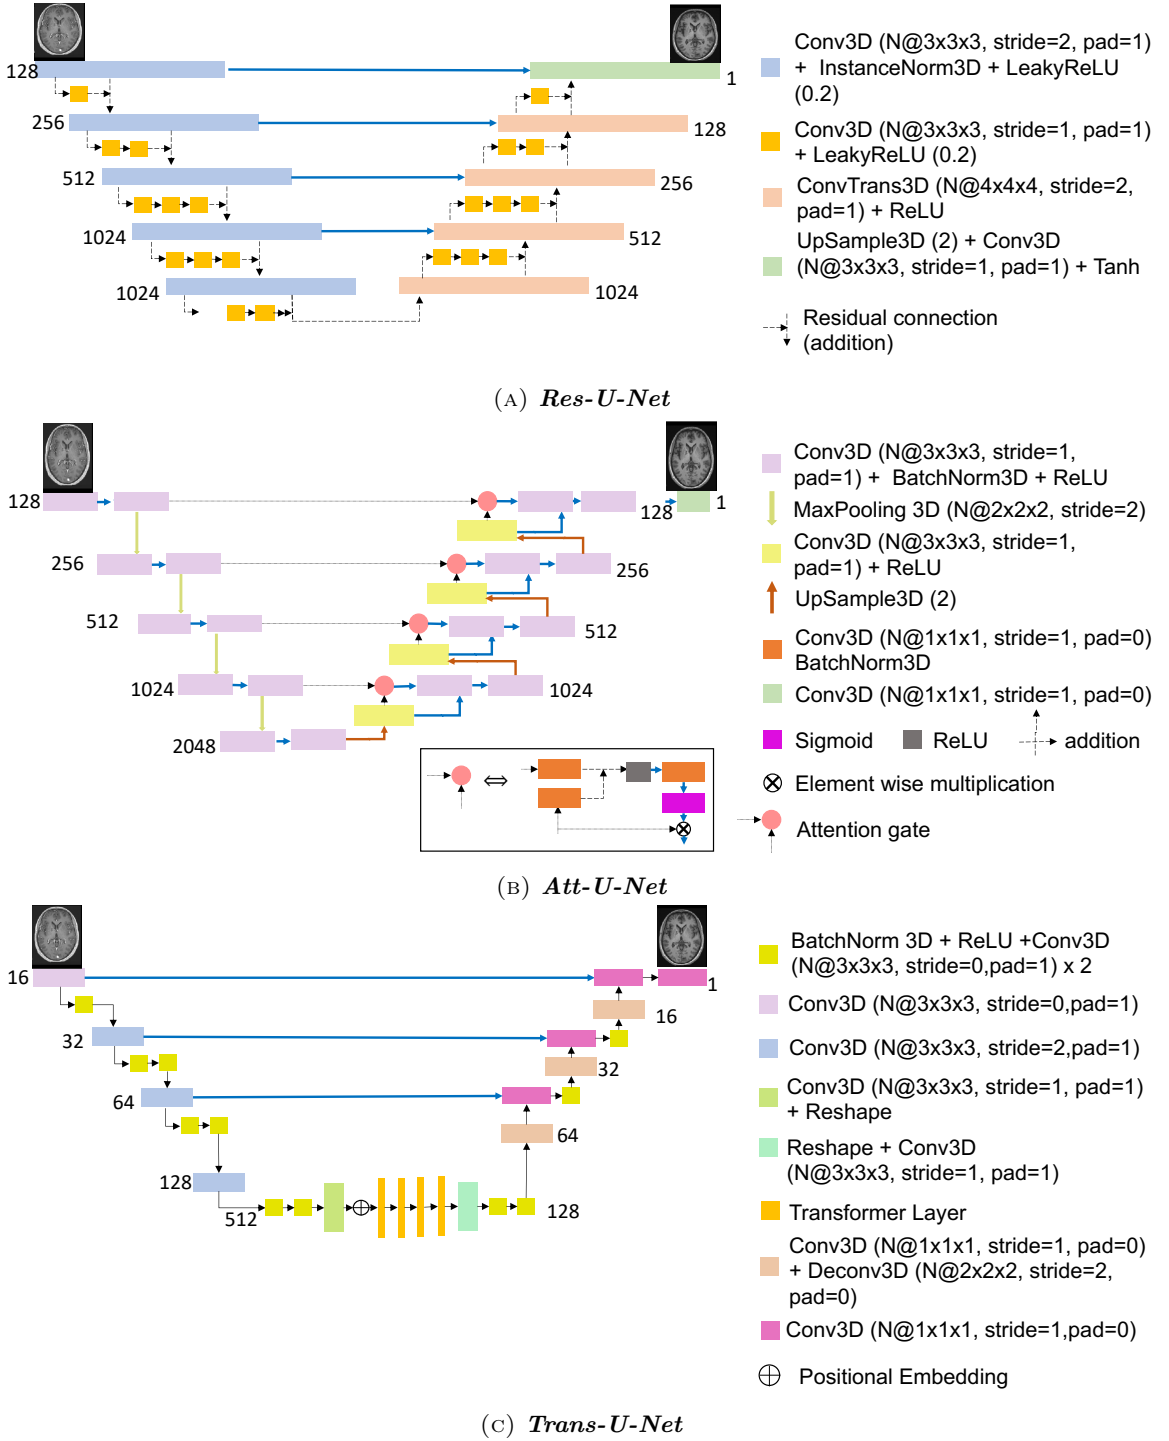 128
1
256
128
512
256
1024
512
1024
1024
Conv3D (N@3x3x3, stride=2, pad=1)
+ InstanceNorm3D + LeakyReLU
(0.2)
Conv3D (N@3x3x3, stride=1, pad=1)
+ LeakyReLU (0.2)
ConvTrans3D (N@4x4x4, stride=2,
pad=1) + ReLU
UpSample3D (2) + Conv3D
(N@3x3x3, stride=1, pad=1) + Tanh
Residual connection
(addition)
(A) Res-U-Net
128
128
1
256
256
512
512
1024
1024
2048
⇔
Conv3D (N@3x3x3, stride=1,
pad=1) + BatchNorm3D + ReLU
MaxPooling 3D (N@2x2x2, stride=2)
Conv3D (N@3x3x3, stride=1,
pad=1) + ReLU
UpSample3D (2)
Conv3D (N@1x1x1, stride=1, pad=0)
BatchNorm3D
Conv3D (N@1x1x1, stride=1, pad=0)
Sigmoid ReLU addition
Element wise multiplication
Attention gate
(B) Att-U-Net
16
1
16
32
32
64
64
128
512
128
BatchNorm 3D + ReLU +Conv3D
(N@3x3x3, stride=0,pad=1) x 2
Conv3D (N@3x3x3, stride=0,pad=1)
Conv3D (N@3x3x3, stride=2,pad=1)
Conv3D (N@3x3x3, stride=1, pad=1)
+ Reshape
Reshape + Conv3D
(N@3x3x3, stride=1, pad=1)
Transformer Layer
Conv3D (N@1x1x1, stride=1, pad=0)
+ Deconv3D (N@2x2x2, stride=2,
pad=0)
Conv3D (N@1x1x1, stride=1,pad=0)
Positional Embedding
(C) Trans-U-Net